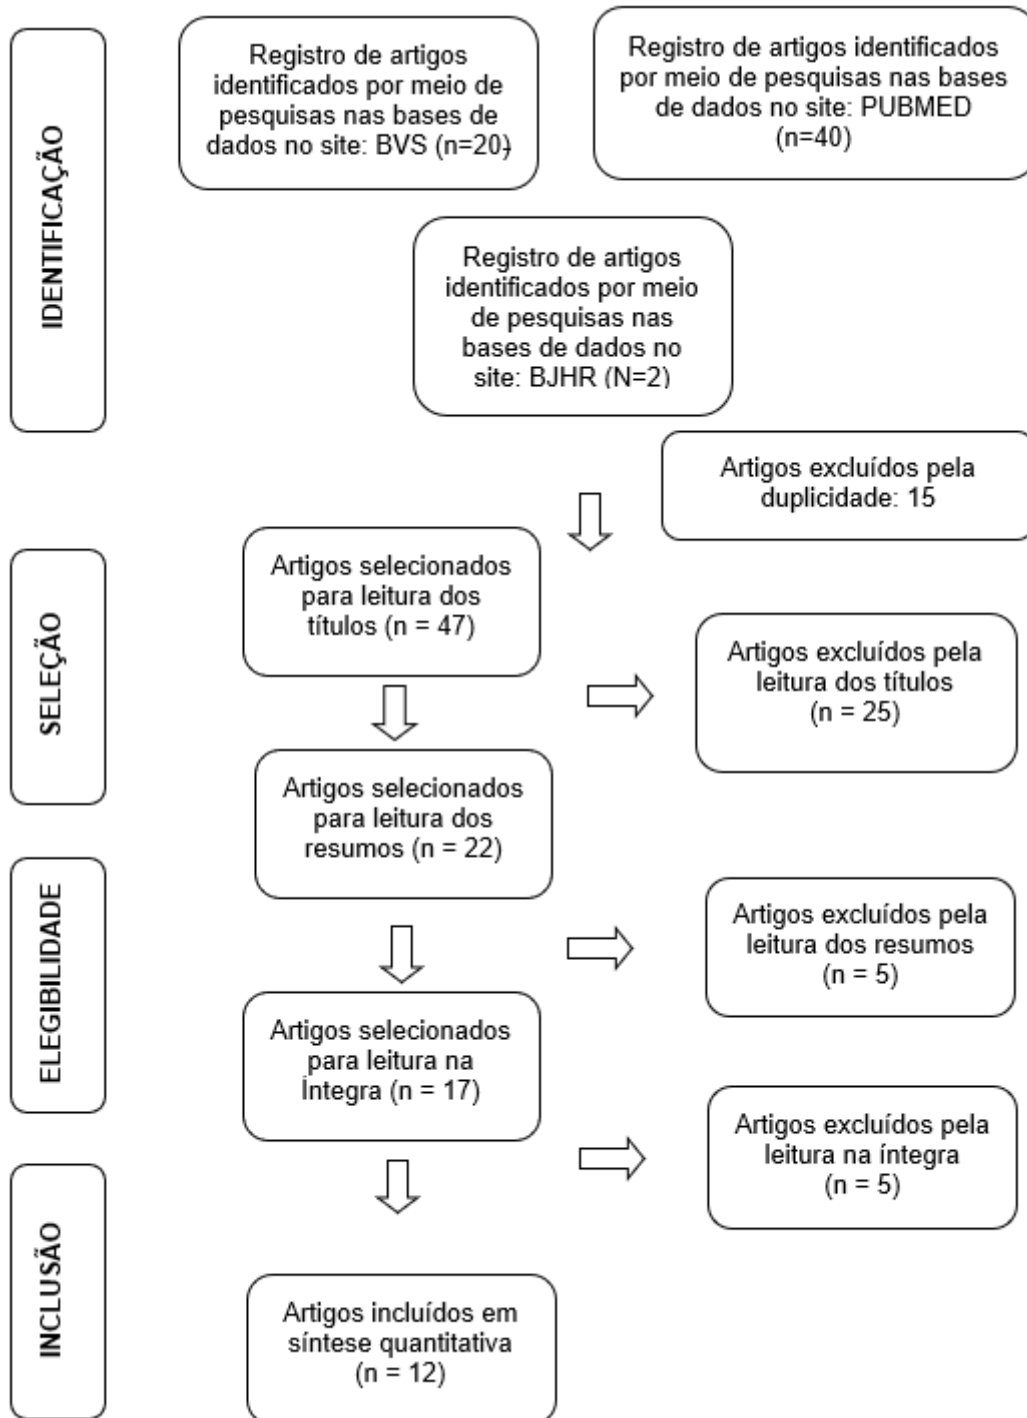 IDENTIFICAÇÃO
Registro de artigos
identificados por meio de
pesquisas nas bases de
dados no site: BVS (n=20)
Registro de artigos identificados
por meio de pesquisas nas bases
de dados no site: PUBMED
(n=40)
Registro de artigos
identificados por meio
de pesquisas nas
bases de dados no
site: BJHR (N=2)
Artigos excluídos pela
duplicidade: 15
SELEÇÃO
Artigos selecionados
para leitura dos
títulos (n = 47)
Artigos excluídos pela
leitura dos títulos
(n = 25)
Artigos selecionados
para leitura dos
resumos (n = 22)
ELEGIBILIDADE
Artigos excluídos pela
leitura dos resumos
(n = 5)
Artigos selecionados
para leitura na
Íntegra (n = 17)
Artigos excluídos pela
leitura na íntegra
(n = 5)
INCLUSÃO
Artigos incluídos em
síntese quantitativa
(n = 12)